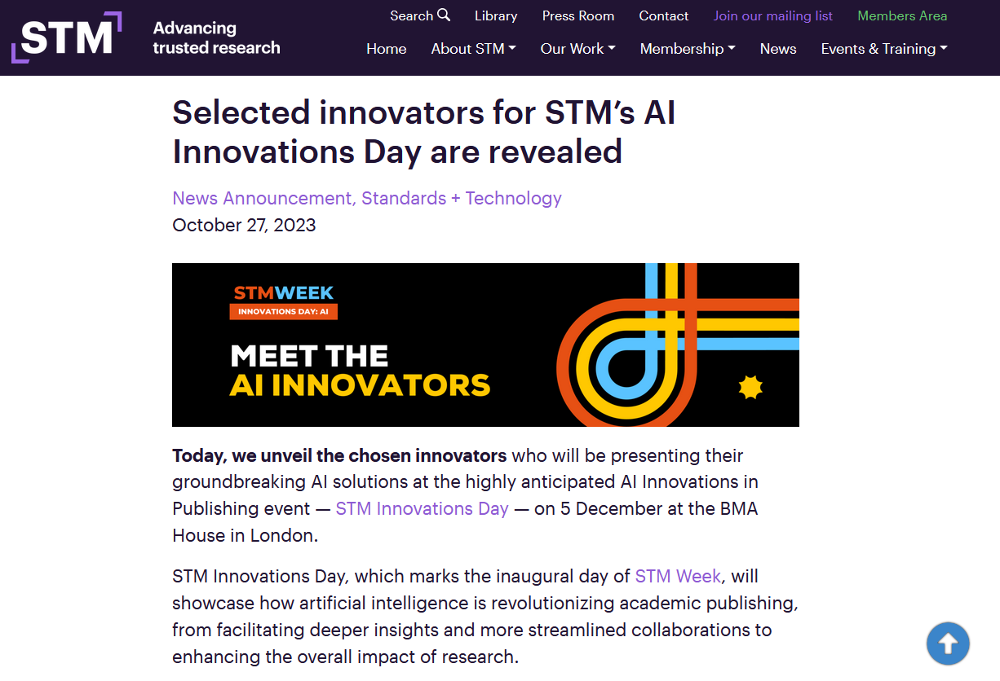 STM
Advancing
trusted research
Search
Library
Press Room
Contact
Join our mailing list
Members Area
Home
About STM
Our Work
Membership
News
Events & Training
Selected innovators for STM’s AI
Innovations Day are revealed
News Announcement, Standards + Technology
October 27, 2023
STMWEEK
INNOVATIONS DAY: AI
MEET THE
AI INNOVATORS
Today, we unveil the chosen innovators who will be presenting their
groundbreaking AI solutions at the highly anticipated AI Innovations in
Publishing event — STM Innovations Day — on 5 December at the BMA
House in London.
STM Innovations Day, which marks the inaugural day of STM Week, will
showcase how artificial intelligence is revolutionizing academic publishing,
from facilitating deeper insights and more streamlined collaborations to
enhancing the overall impact of research.